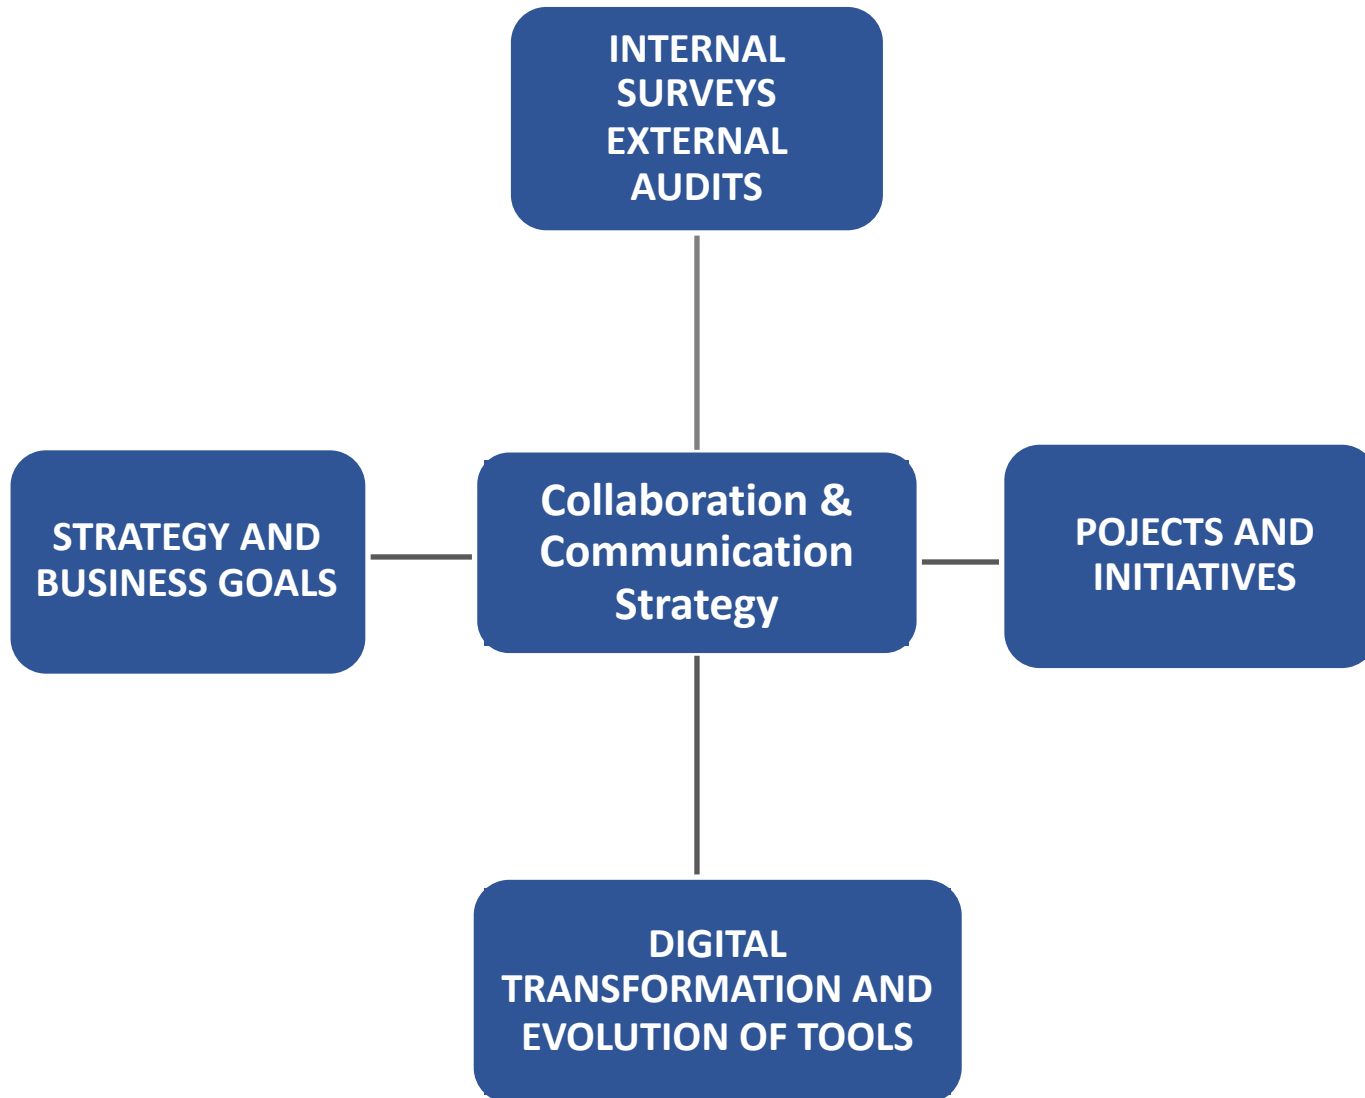 INTERNAL
SURVEYS
EXTERNAL
AUDITS
STRATEGY AND
BUSINESS GOALS
Collaboration &
Communication
Strategy
POJECTS AND
INITIATIVES
DIGITAL
TRANSFORMATION AND
EVOLUTION OF TOOLS